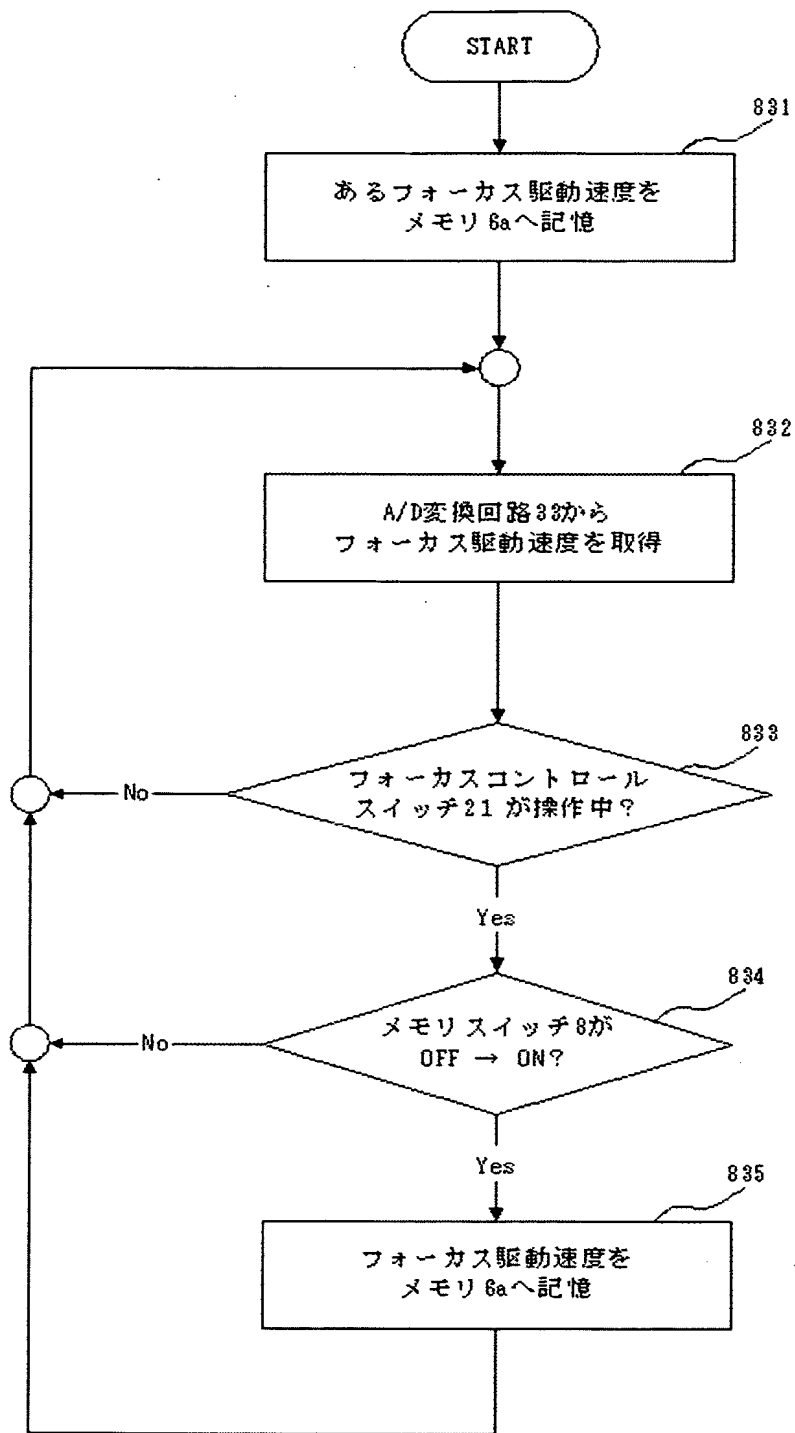 START
831
あるフォーカス駆動速度を
メモリ6aへ記憶
832
A/D変換回路33から
フォーカス駆動速度を取得
833
フォーカスコントロール
スイッチ21が操作中？
No
Yes
834
メモリスイッチ8が
OFF → ON?
No
Yes
835
フォーカス駆動速度を
メモリ6aへ記憶